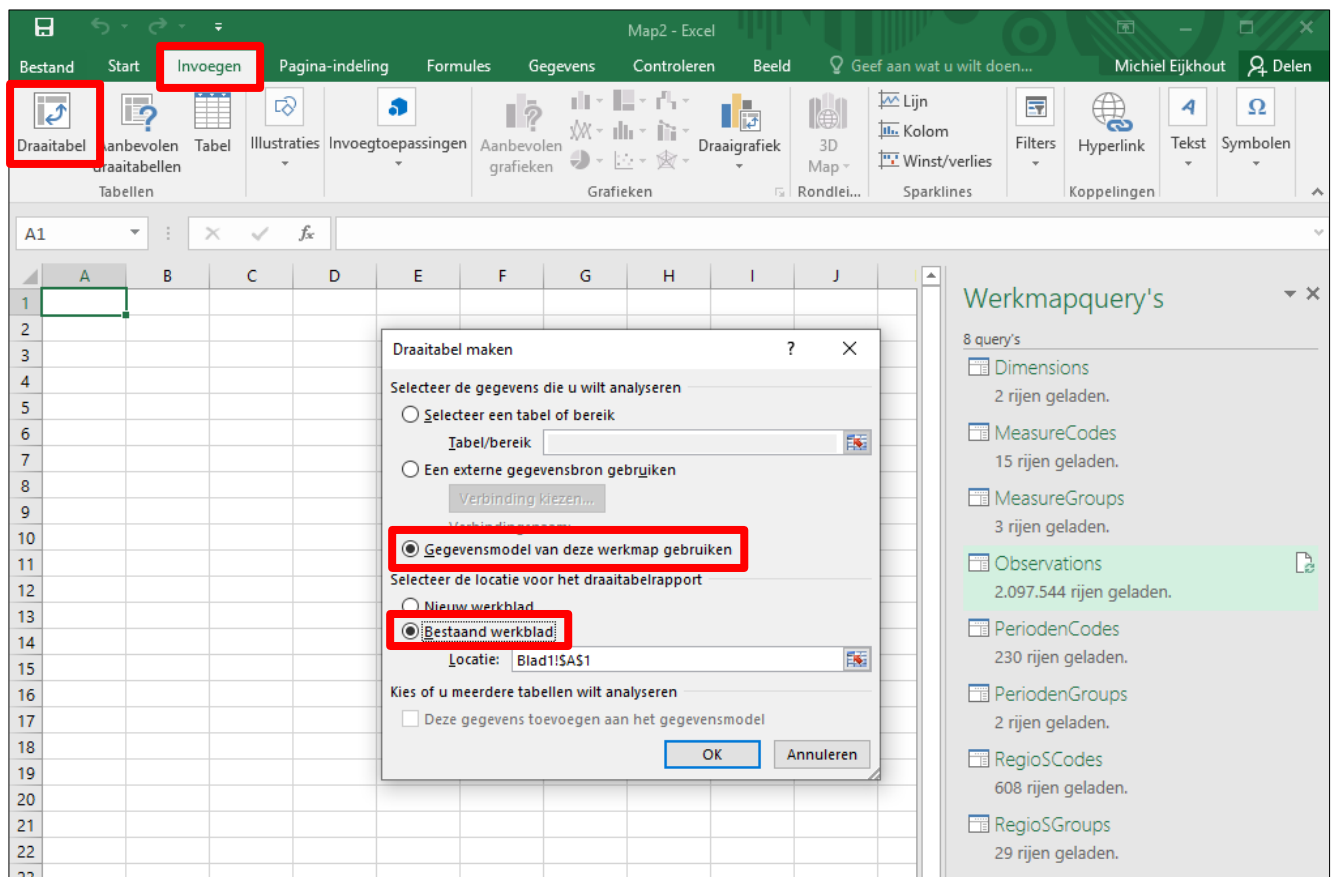 Map2 - Excel
Bestand Start Invoegen Pagina-indeling Formules Gegevens Controleren Beeld Geef aan wat u wilt doen... Michiel Eijkhout Delen
Draaitabel Aanbevolen draaitabellen Tabel Illustraties Invoegtoepassingen Aanbevolen grafieken Draaigrafiek 3D Map Lijn Kolom Winst/verlies Filters Hyperlink Tekst Symbolen
Tabellen Grafieken Rondlei... Sparklines Koppelingen
A1 fx
A B C D E F G H I J
1
2
3
4
5
6
7
8
9
10
11
12
13
14
15
16
17
18
19
20
21
22
23
Draaitabel maken ?
Selecteer de gegevens die u wilt analyseren
Selecteer een tabel of bereik
Tabel/bereik
Een externe gegevensbron gebruiken
Verbinding kiezen...
Gegevensmodel van deze werkmap gebruiken
Selecteer de locatie voor het draaitabelrapport
Nieuw werkblad
Bestaand werkblad
Locatie: Blad1!$A$1
Kies of u meerdere tabellen wilt analyseren
Deze gegevens toevoegen aan het gegevensmodel
OK Annuleren
Werkmapquery's
8 query's
Dimensions
2 rijen geladen.
MeasureCodes
15 rijen geladen.
MeasureGroups
3 rijen geladen.
Observations
2.097.544 rijen geladen.
PeriodenCodes
230 rijen geladen.
PeriodenGroups
2 rijen geladen.
RegioSCodes
608 rijen geladen.
RegioSGroups
29 rijen geladen.